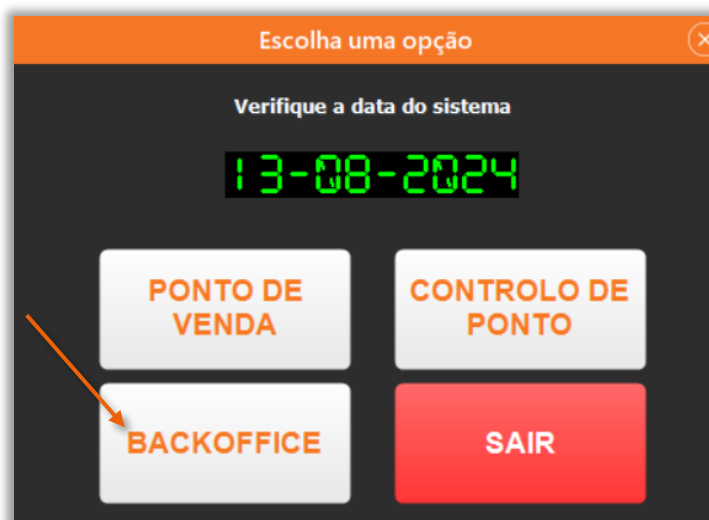 Escolha uma opção
Verifique a data do sistema
13-08-2024
PONTO DE
VENDA
CONTROLO DE
PONTO
BACKOFFICE
SAIR